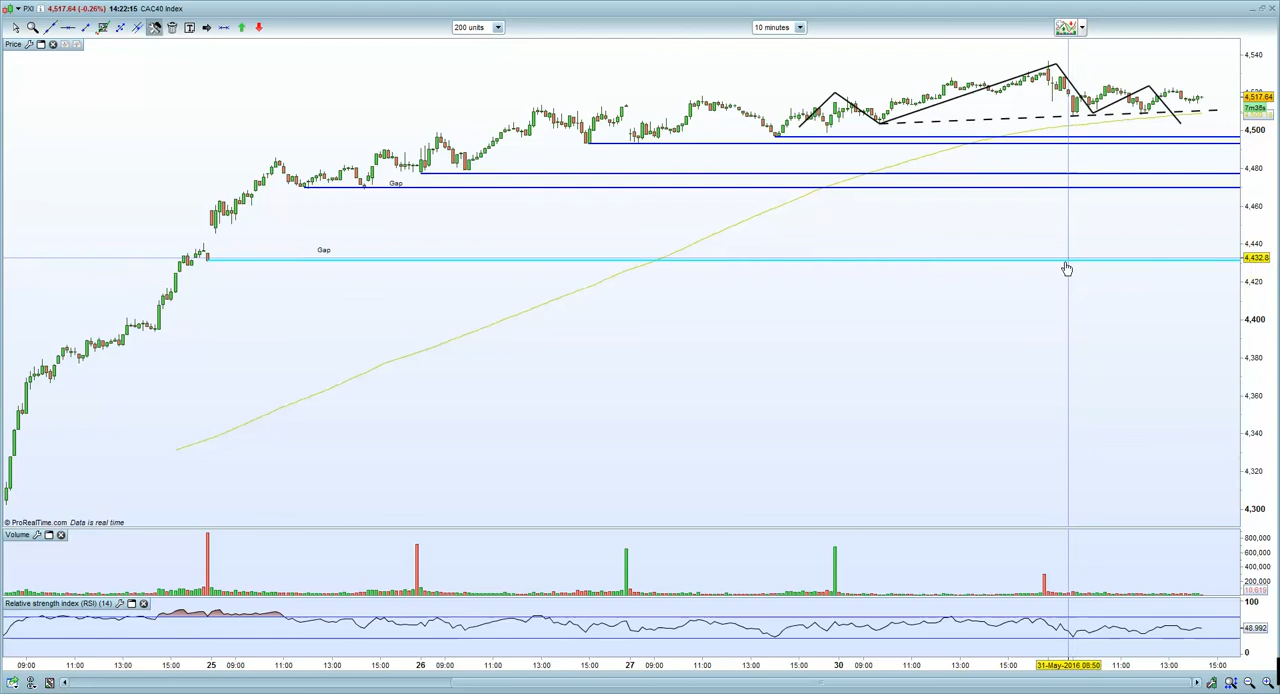 PXI 4,517.64 (-0.26%) 14:22:15 CAC40 Index
200 units
10 minutes
Price
4,540
4,517.64
7m35s
4,500
4,480
Gap
4,460
Gap
4,440
4,432.8
4,420
4,400
4,380
4,360
4,340
4,320
4,300
© ProRealTime.com Data is real time
Volume
800,000
600,000
400,000
200,000
10,619
Relative strength index (RSI) (14)
100
48.992
0
09:00 11:00 13:00 15:00 25 09:00 11:00 13:00 15:00 26 09:00 11:00 13:00 15:00 27 09:00 11:00 13:00 15:00 30 09:00 11:00 13:00 15:00 31-May-2016 08:50 11:00 13:00 15:00